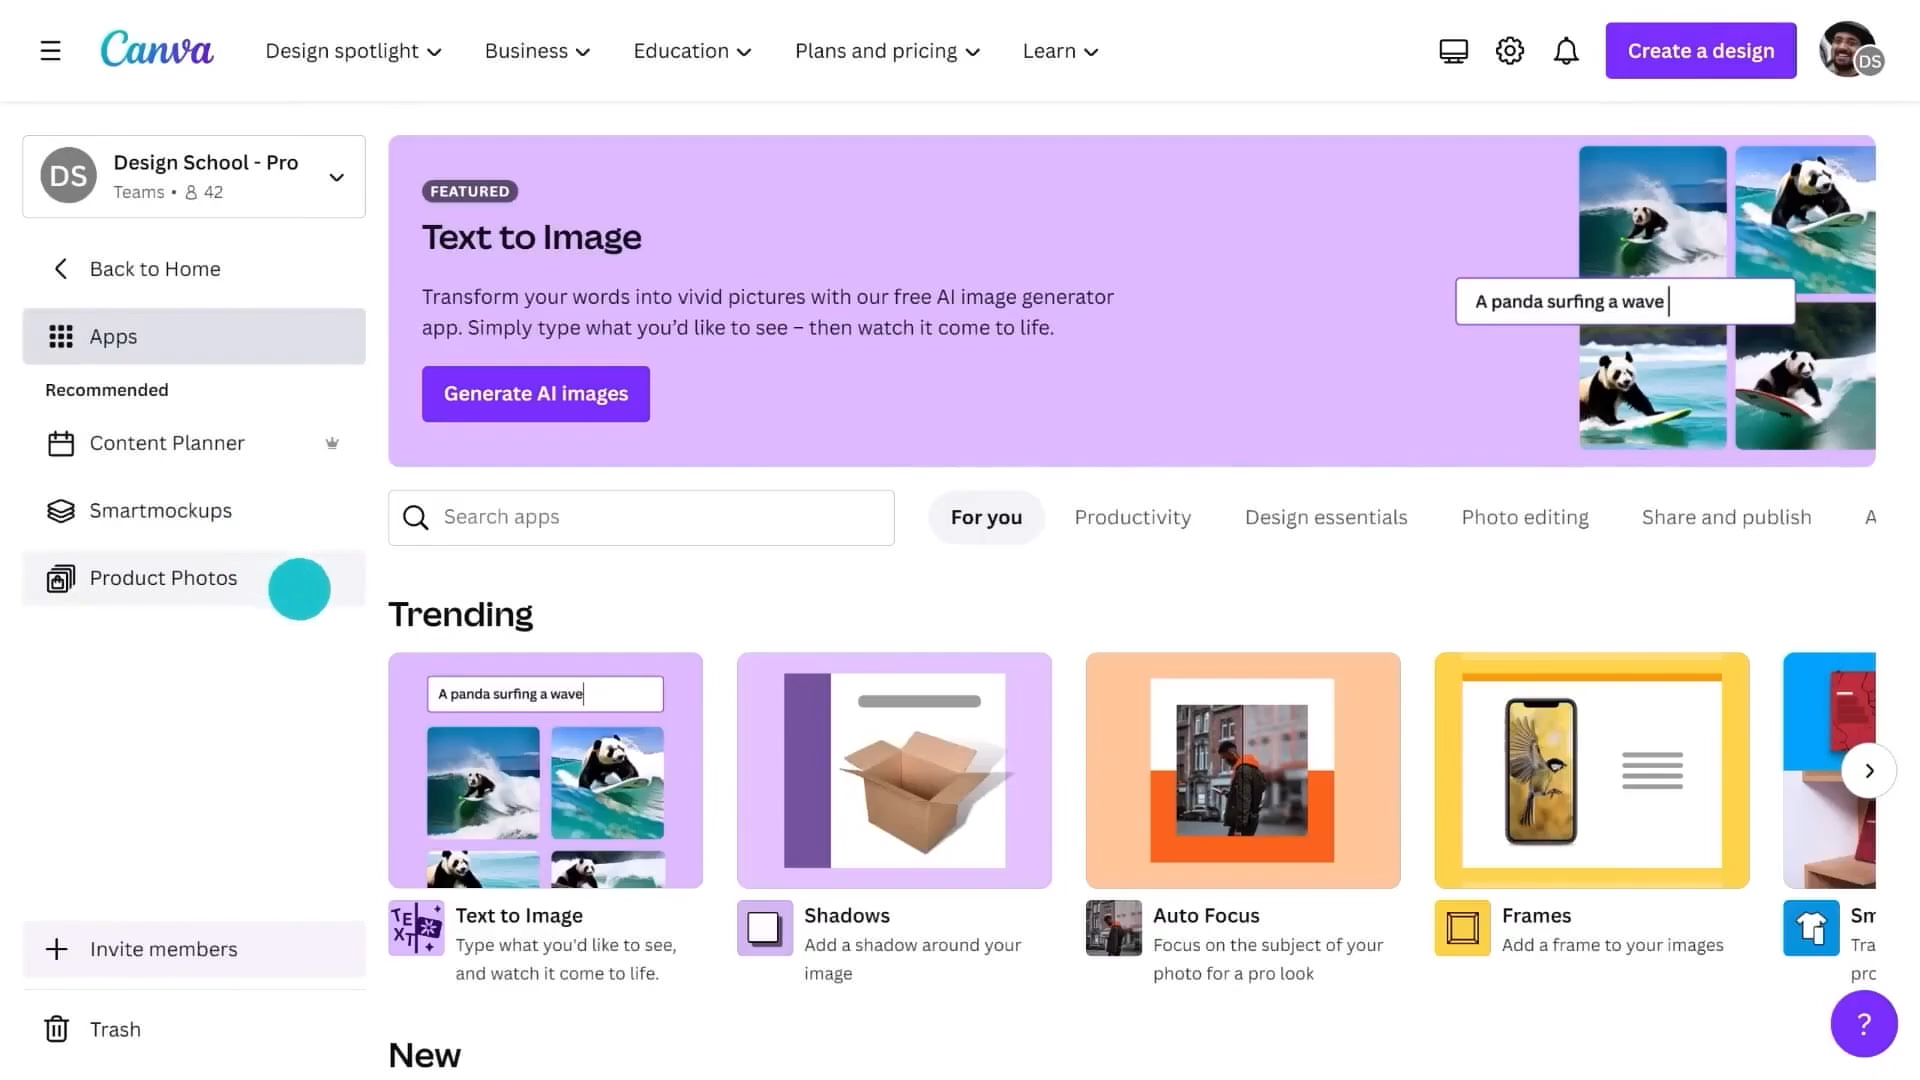 Canva
Design spotlight
Business
Education
Plans and pricing
Learn
Create a design
DS
DS
Design School - Pro
Teams • 42
Back to Home
Apps
Recommended
Content Planner
Smartmockups
Product Photos
Invite members
Trash
FEATURED
Text to Image
Transform your words into vivid pictures with our free AI image generator
app. Simply type what you’d like to see – then watch it come to life.
Generate AI images
A panda surfing a wave
Search apps
For you
Productivity
Design essentials
Photo editing
Share and publish
A
Trending
A panda surfing a wave
TEXT
Text to Image
Type what you’d like to see,
and watch it come to life.
Shadows
Add a shadow around your
image
Auto Focus
Focus on the subject of your
photo for a pro look
Frames
Add a frame to your images
Sm
Tra
pro
New
?